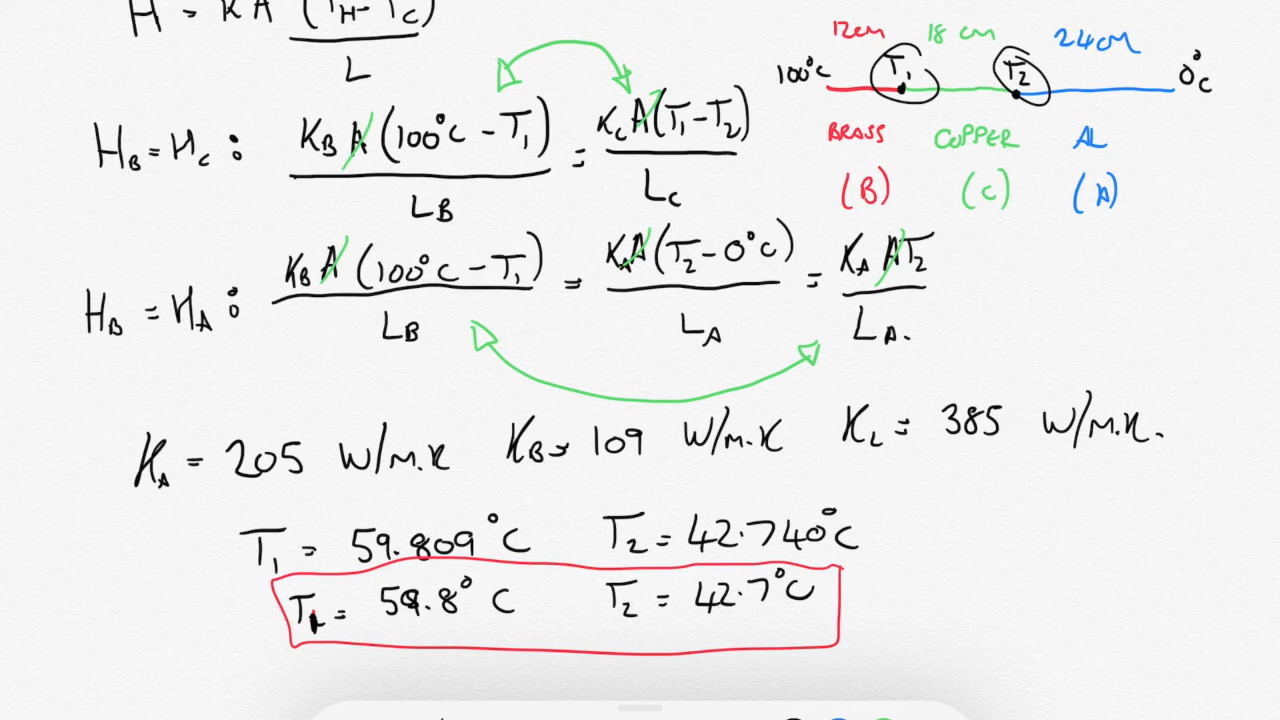 H = KA (T_H - T_C) / L
12cm 18 cm 24cm
100°C T₁ T₂ 0°C
BRASS COPPER AL
(B) (C) (A)
H_B = H_C : K_B A (100°C - T₁) / L_B = K_C A (T₁ - T₂) / L_C
H_B = H_A : K_B A (100°C - T₁) / L_B = K_A A (T₂ - 0°C) / L_A = K_A A T₂ / L_A.
K_A = 205 W/m.K K_B = 109 W/m.K K_C = 385 W/m.K.
T₁ = 59.809°C T₂ = 42.740°C
T₁ = 59.8°C T₂ = 42.7°C